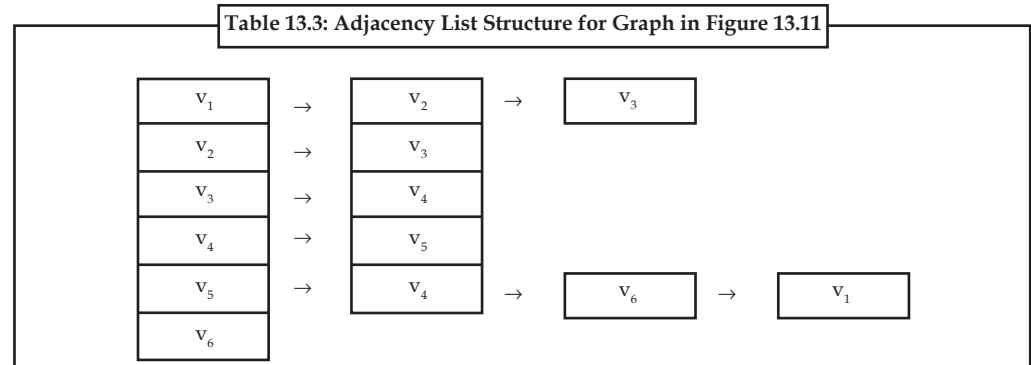 Table 13.3: Adjacency List Structure for Graph in Figure 13.11
v₁ → v₂ → v₃
v₂ → v₃
v₃ → v₄
v₄ → v₅
v₅ → v₄ → v₆ → v₁
v₆